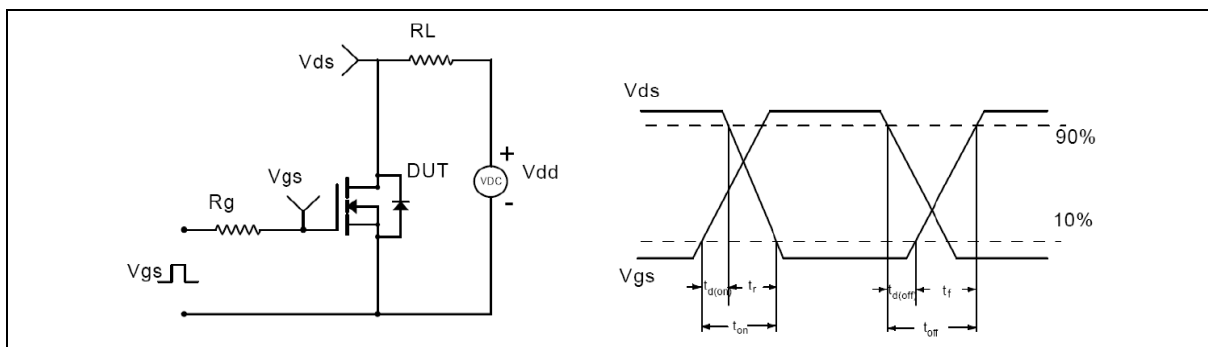 RL
Vds
DUT
+
VDC
Vdd
-
Vgs
Rg
Vgs
Vds
90%
10%
Vgs
td(on)
tr
td(off)
tf
ton
toff